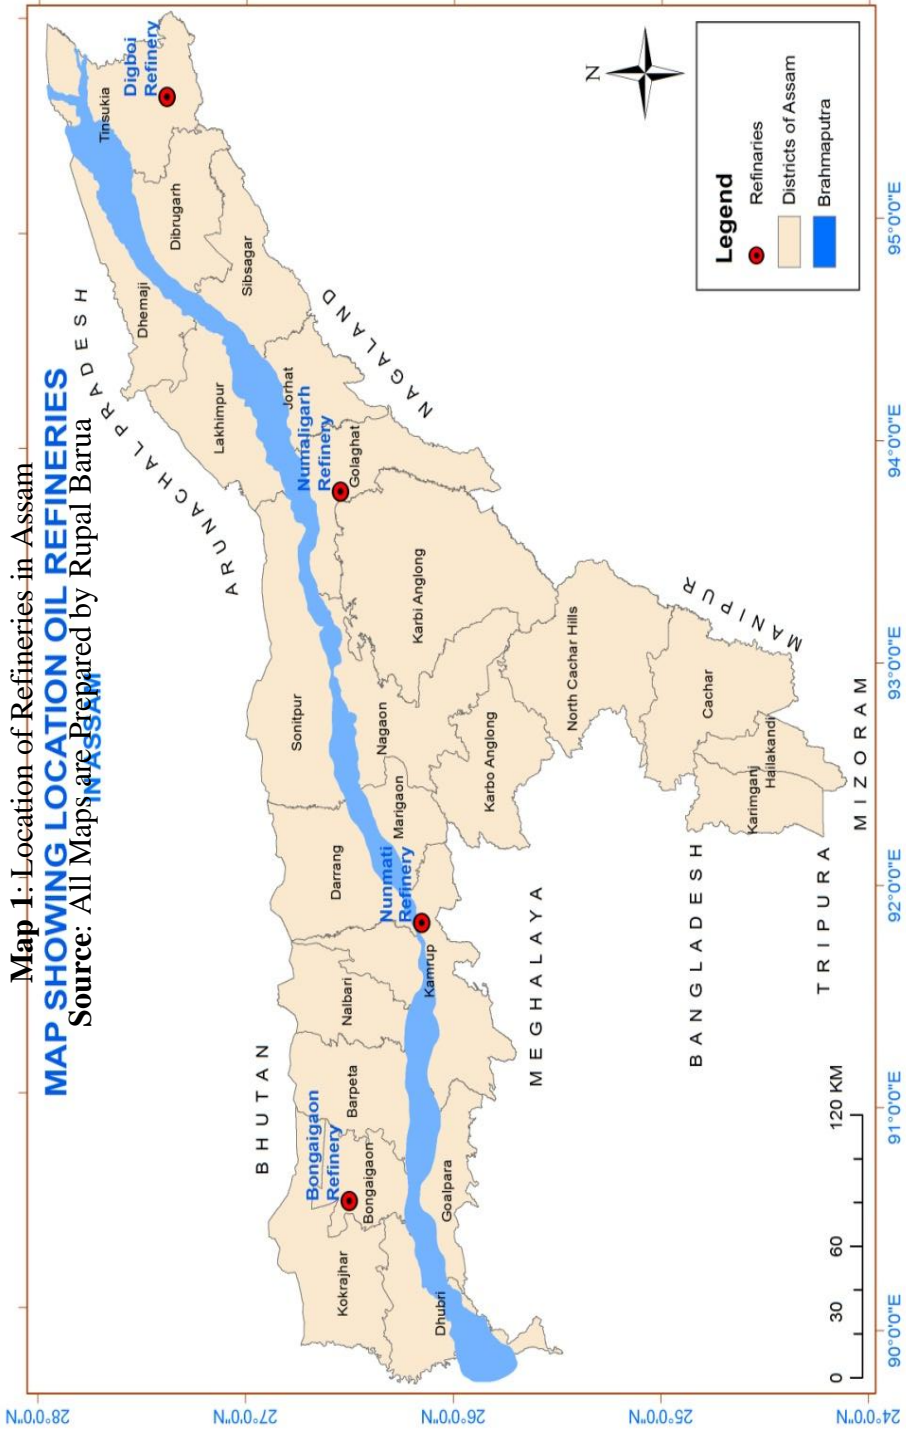 Map 1: Location of Refineries in Assam
MAP SHOWING LOCATION OIL REFINERIES
IN ASSAM
Source: All Maps are Prepared by Rupal Barua
ARUNACHAL PRADESH
BHUTAN
NAGALAND
MANIPUR
MIZORAM
TRIPURA
BANGLADESH
MEGHALAYA
Digboi
Refinery
Tinsukia
Dibrugarh
Dhemaji
Sibsagar
Lakhimpur
Jorhat
Numaligarh
Refinery
Golaghat
Karbi Anglong
Sonitpur
Nagaon
Marigaon
Karbo Anglong
North Cachar Hills
Cachar
Hailakandi
Karimganj
Darrang
Nunmati
Refinery
Kamrup
Nalbari
Barpeta
Bongaigaon
Refinery
Bongaigaon
Goalpara
Kokrajhar
Dhubri
N
Legend
Refinaries
Districts of Assam
Brahmaputra
0 30 60 120 KM
90°0'0"E 91°0'0"E 92°0'0"E 93°0'0"E 94°0'0"E 95°0'0"E
28°0'0"N
27°0'0"N
26°0'0"N
25°0'0"N
24°0'0"N